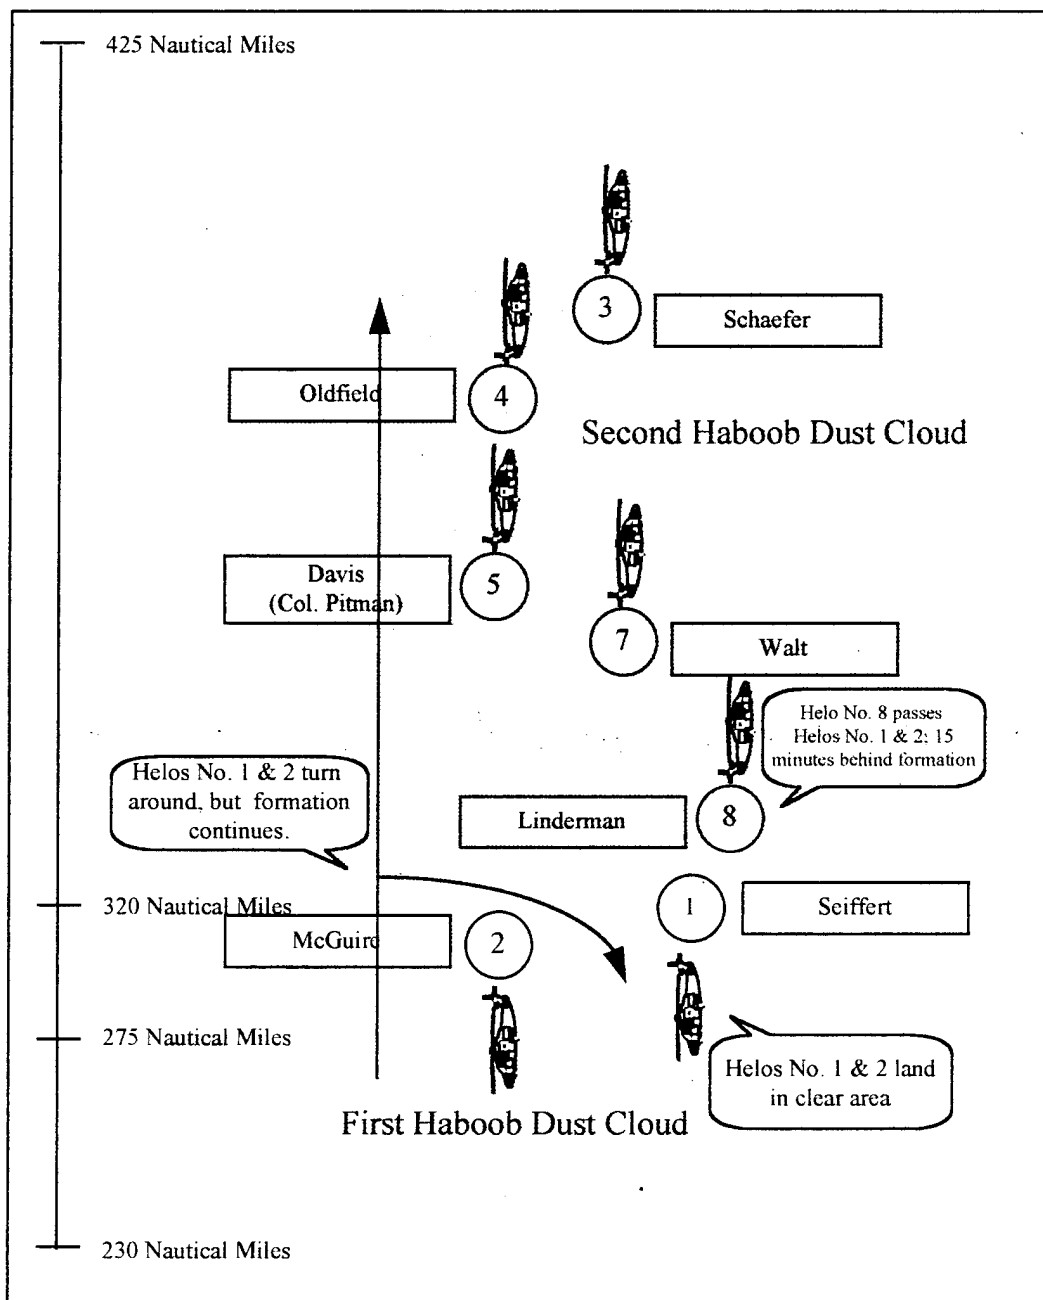 425 Nautical Miles
3
Schaefer
Oldfield
4
Second Haboob Dust Cloud
Davis
(Col. Pitman)
5
7
Walt
Helo No. 8 passes
Helos No. 1 & 2; 15
minutes behind formation
Helos No. 1 & 2 turn
around, but formation
continues.
Linderman
8
320 Nautical Miles
1
Seiffert
McGuire
2
275 Nautical Miles
Helos No. 1 & 2 land
in clear area
First Haboob Dust Cloud
230 Nautical Miles